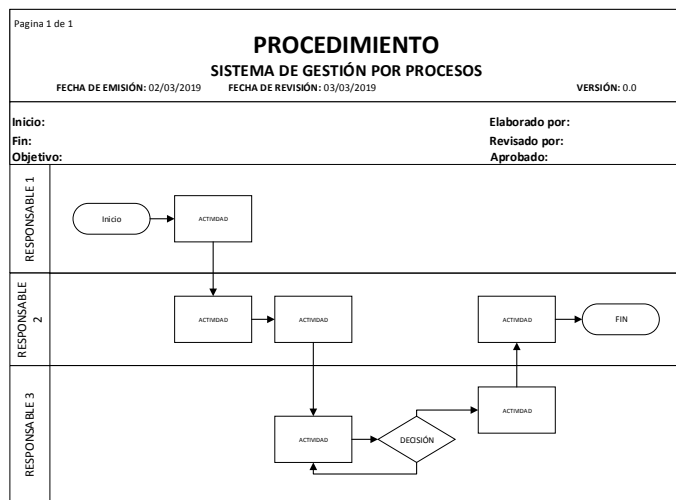 Pagina 1 de 1
PROCEDIMIENTO
SISTEMA DE GESTIÓN POR PROCESOS
FECHA DE EMISIÓN: 02/03/2019 FECHA DE REVISIÓN: 03/03/2019 VERSIÓN: 0.0
Inicio: Elaborado por:
Fin: Revisado por:
Objetivo: Aprobado:
RESPONSABLE 1
Inicio
ACTIVIDAD
RESPONSABLE
2
ACTIVIDAD
ACTIVIDAD
ACTIVIDAD
FIN
RESPONSABLE 3
ACTIVIDAD
DECISIÓN
ACTIVIDAD